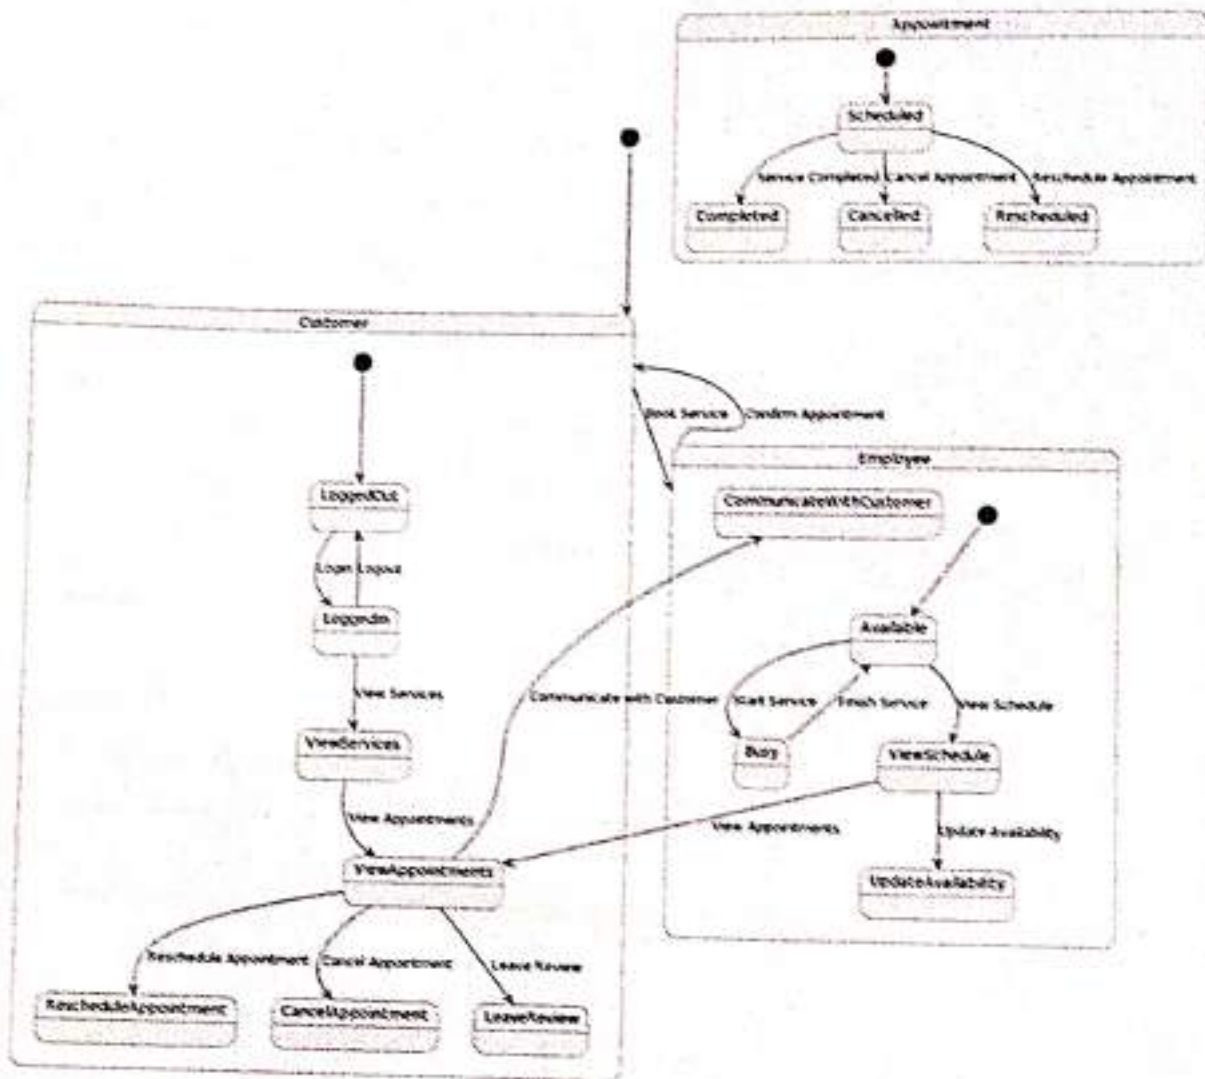 Appointment
Scheduled
Service Completed
Cancel Appointment
Reschedule Appointment
Completed
Cancelled
Rescheduled
Customer
LoggedOut
Login
Logout
LoggedIn
View Services
ViewServices
View Appointments
ViewAppointments
Reschedule Appointment
Cancel Appointment
Leave Review
RescheduleAppointment
CancelAppointment
LeaveReview
Book Service
Confirm Appointment
Employee
CommunicateWithCustomer
Available
Communicate with Customer
Start Service
Finish Service
View Schedule
Busy
ViewSchedule
View Appointments
Update Availability
UpdateAvailability